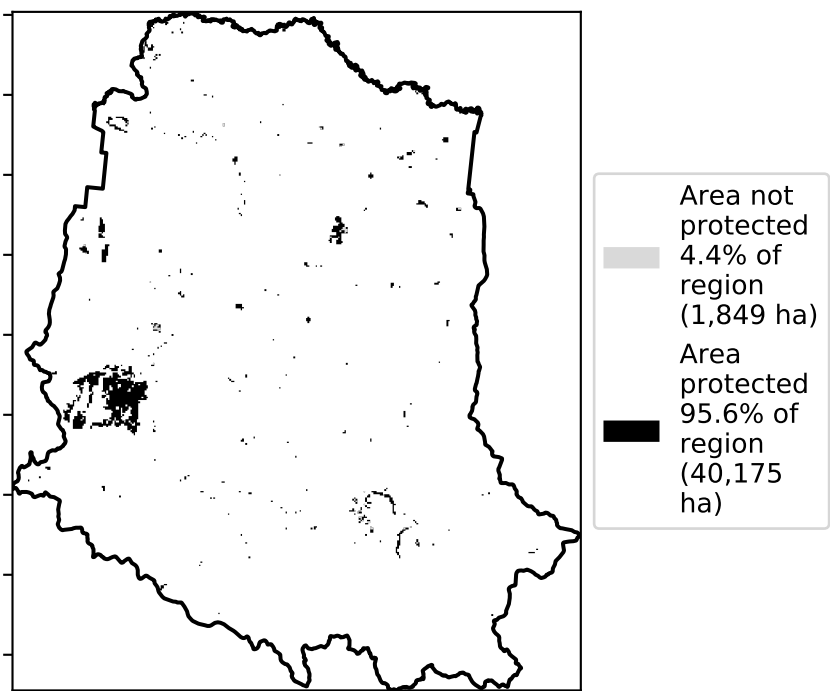 Area not
protected
4.4% of
region
(1,849 ha)
Area
protected
95.6% of
region
(40,175
ha)